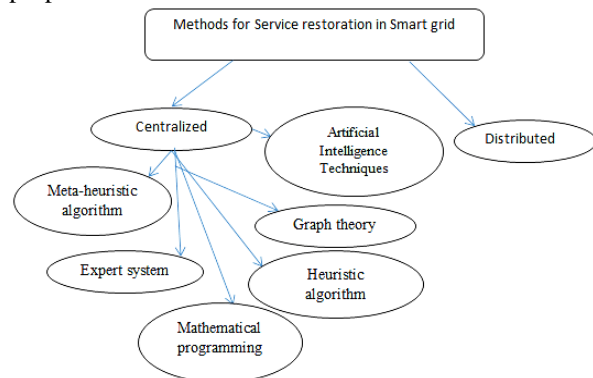 Methods for Service restoration in Smart grid
Centralized
Artificial
Intelligence
Techniques
Distributed
Meta-heuristic
algorithm
Graph theory
Expert system
Heuristic
algorithm
Mathematical
programming